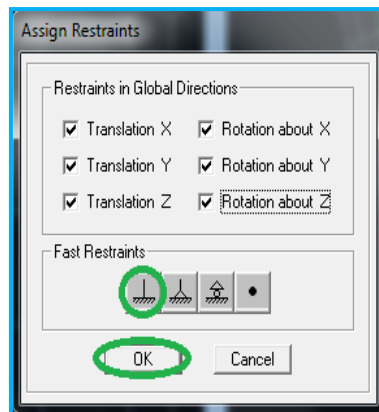 Assign Restraints
Restraints in Global Directions
Translation X Rotation about X
Translation Y Rotation about Y
Translation Z Rotation about Z
Fast Restraints
OK Cancel